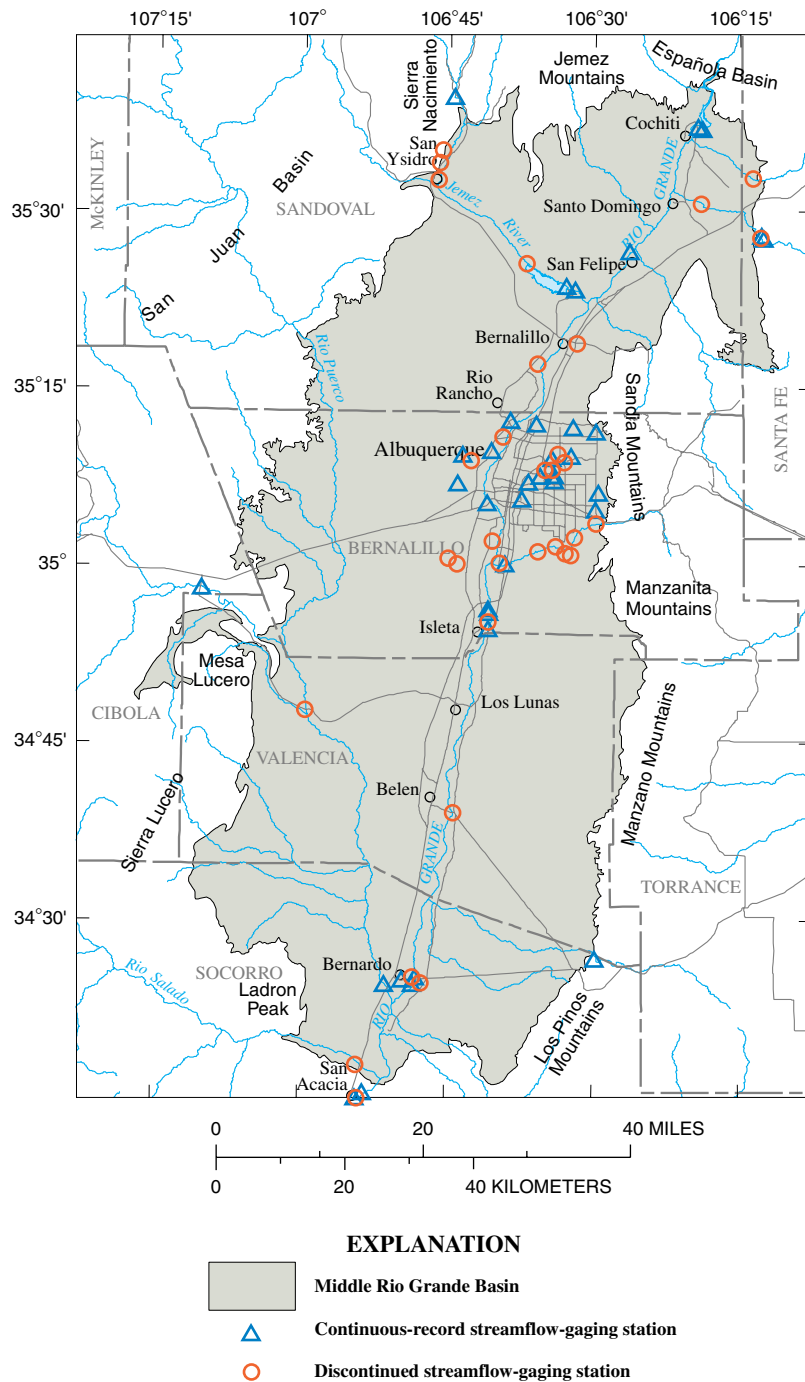 107°15'
107°
106°45'
106°30'
106°15'
Española Basin
Jemez
Mountains
Sierra
Nacimiento
Cochiti
McKINLEY
San
Ysidro
Basin
GRANDE
35°30'
SANDOVAL
Jemez
River
Santo Domingo
Juan
RIO
San Felipe
San
Bernalillo
Rio Puerco
35°15'
Rio
Rancho
Sandia Mountains
SANTA FE
Albuquerque
35°
BERNALILLO
Manzanita
Mountains
Isleta
Mesa
Lucero
CIBOLA
Los Lunas
34°45'
VALENCIA
Manzano Mountains
Belen
Sierra Lucero
GRANDE
TORRANCE
34°30'
Bernardo
SOCORRO
Rio Salado
Ladron
Peak
RIO
Los Pinos
Mountains
San
Acacia
0 20 40 MILES
0 20 40 KILOMETERS
EXPLANATION
Middle Rio Grande Basin
Continuous-record streamflow-gaging station
Discontinued streamflow-gaging station